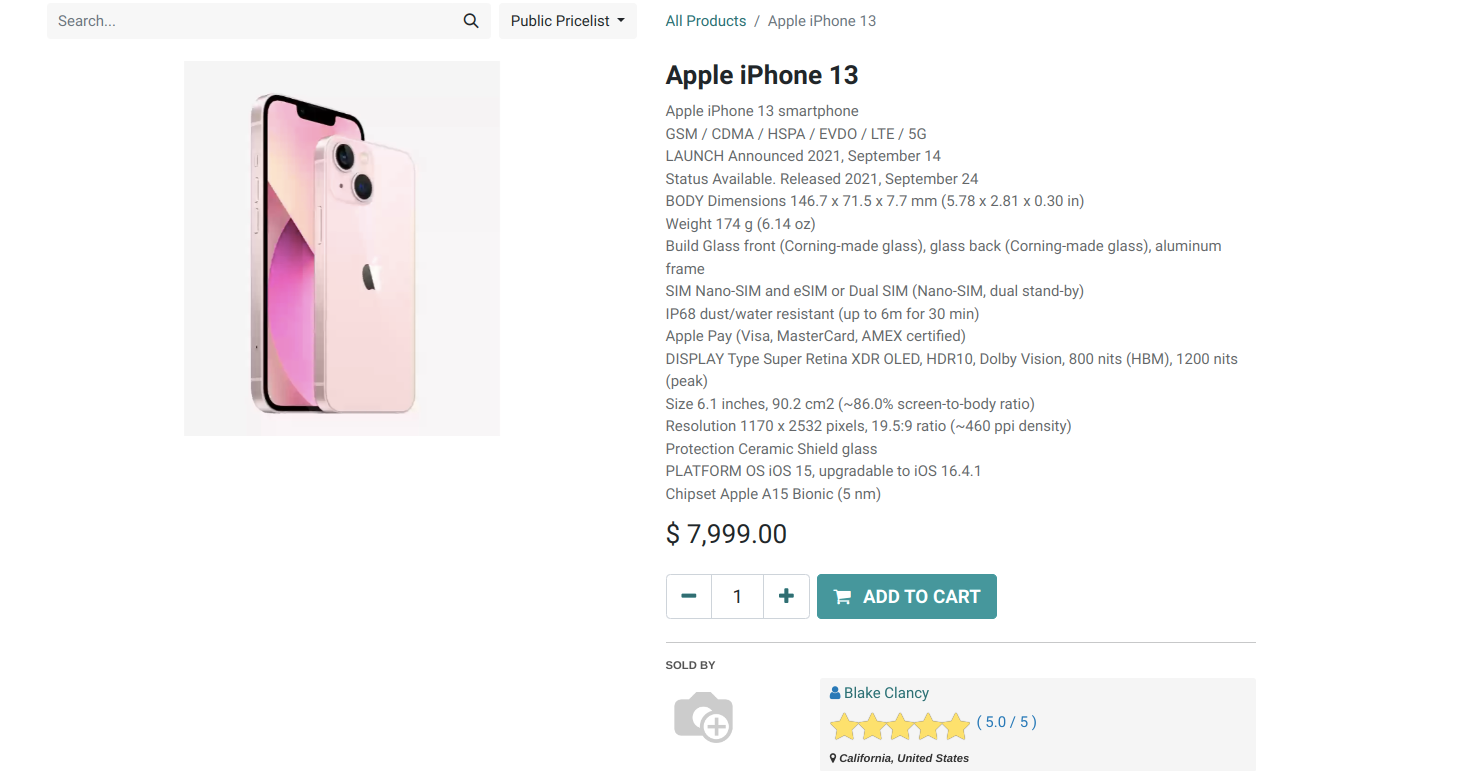 Search...
Public Pricelist
All Products / Apple iPhone 13
Apple iPhone 13
Apple iPhone 13 smartphone
GSM / CDMA / HSPA / EVDO / LTE / 5G
LAUNCH Announced 2021, September 14
Status Available. Released 2021, September 24
BODY Dimensions 146.7 x 71.5 x 7.7 mm (5.78 x 2.81 x 0.30 in)
Weight 174 g (6.14 oz)
Build Glass front (Corning-made glass), glass back (Corning-made glass), aluminum
frame
SIM Nano-SIM and eSIM or Dual SIM (Nano-SIM, dual stand-by)
IP68 dust/water resistant (up to 6m for 30 min)
Apple Pay (Visa, MasterCard, AMEX certified)
DISPLAY Type Super Retina XDR OLED, HDR10, Dolby Vision, 800 nits (HBM), 1200 nits
(peak)
Size 6.1 inches, 90.2 cm2 (~86.0% screen-to-body ratio)
Resolution 1170 x 2532 pixels, 19.5:9 ratio (~460 ppi density)
Protection Ceramic Shield glass
PLATFORM OS iOS 15, upgradable to iOS 16.4.1
Chipset Apple A15 Bionic (5 nm)
$ 7,999.00
1
ADD TO CART
SOLD BY
Blake Clancy
( 5.0 / 5 )
California, United States